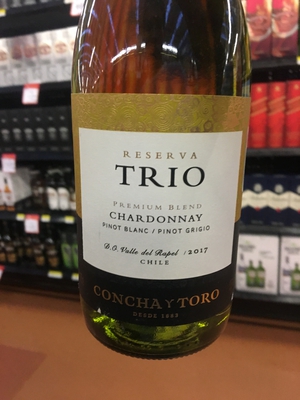 RESERVA
TRIO
PREMIUM BLEND
CHARDONNAY
PINOT BLANC / PINOT GRIGIO
D.O. Valle del Rapel / 2017
CHILE
CONCHA Y TORO
DESDE 1883